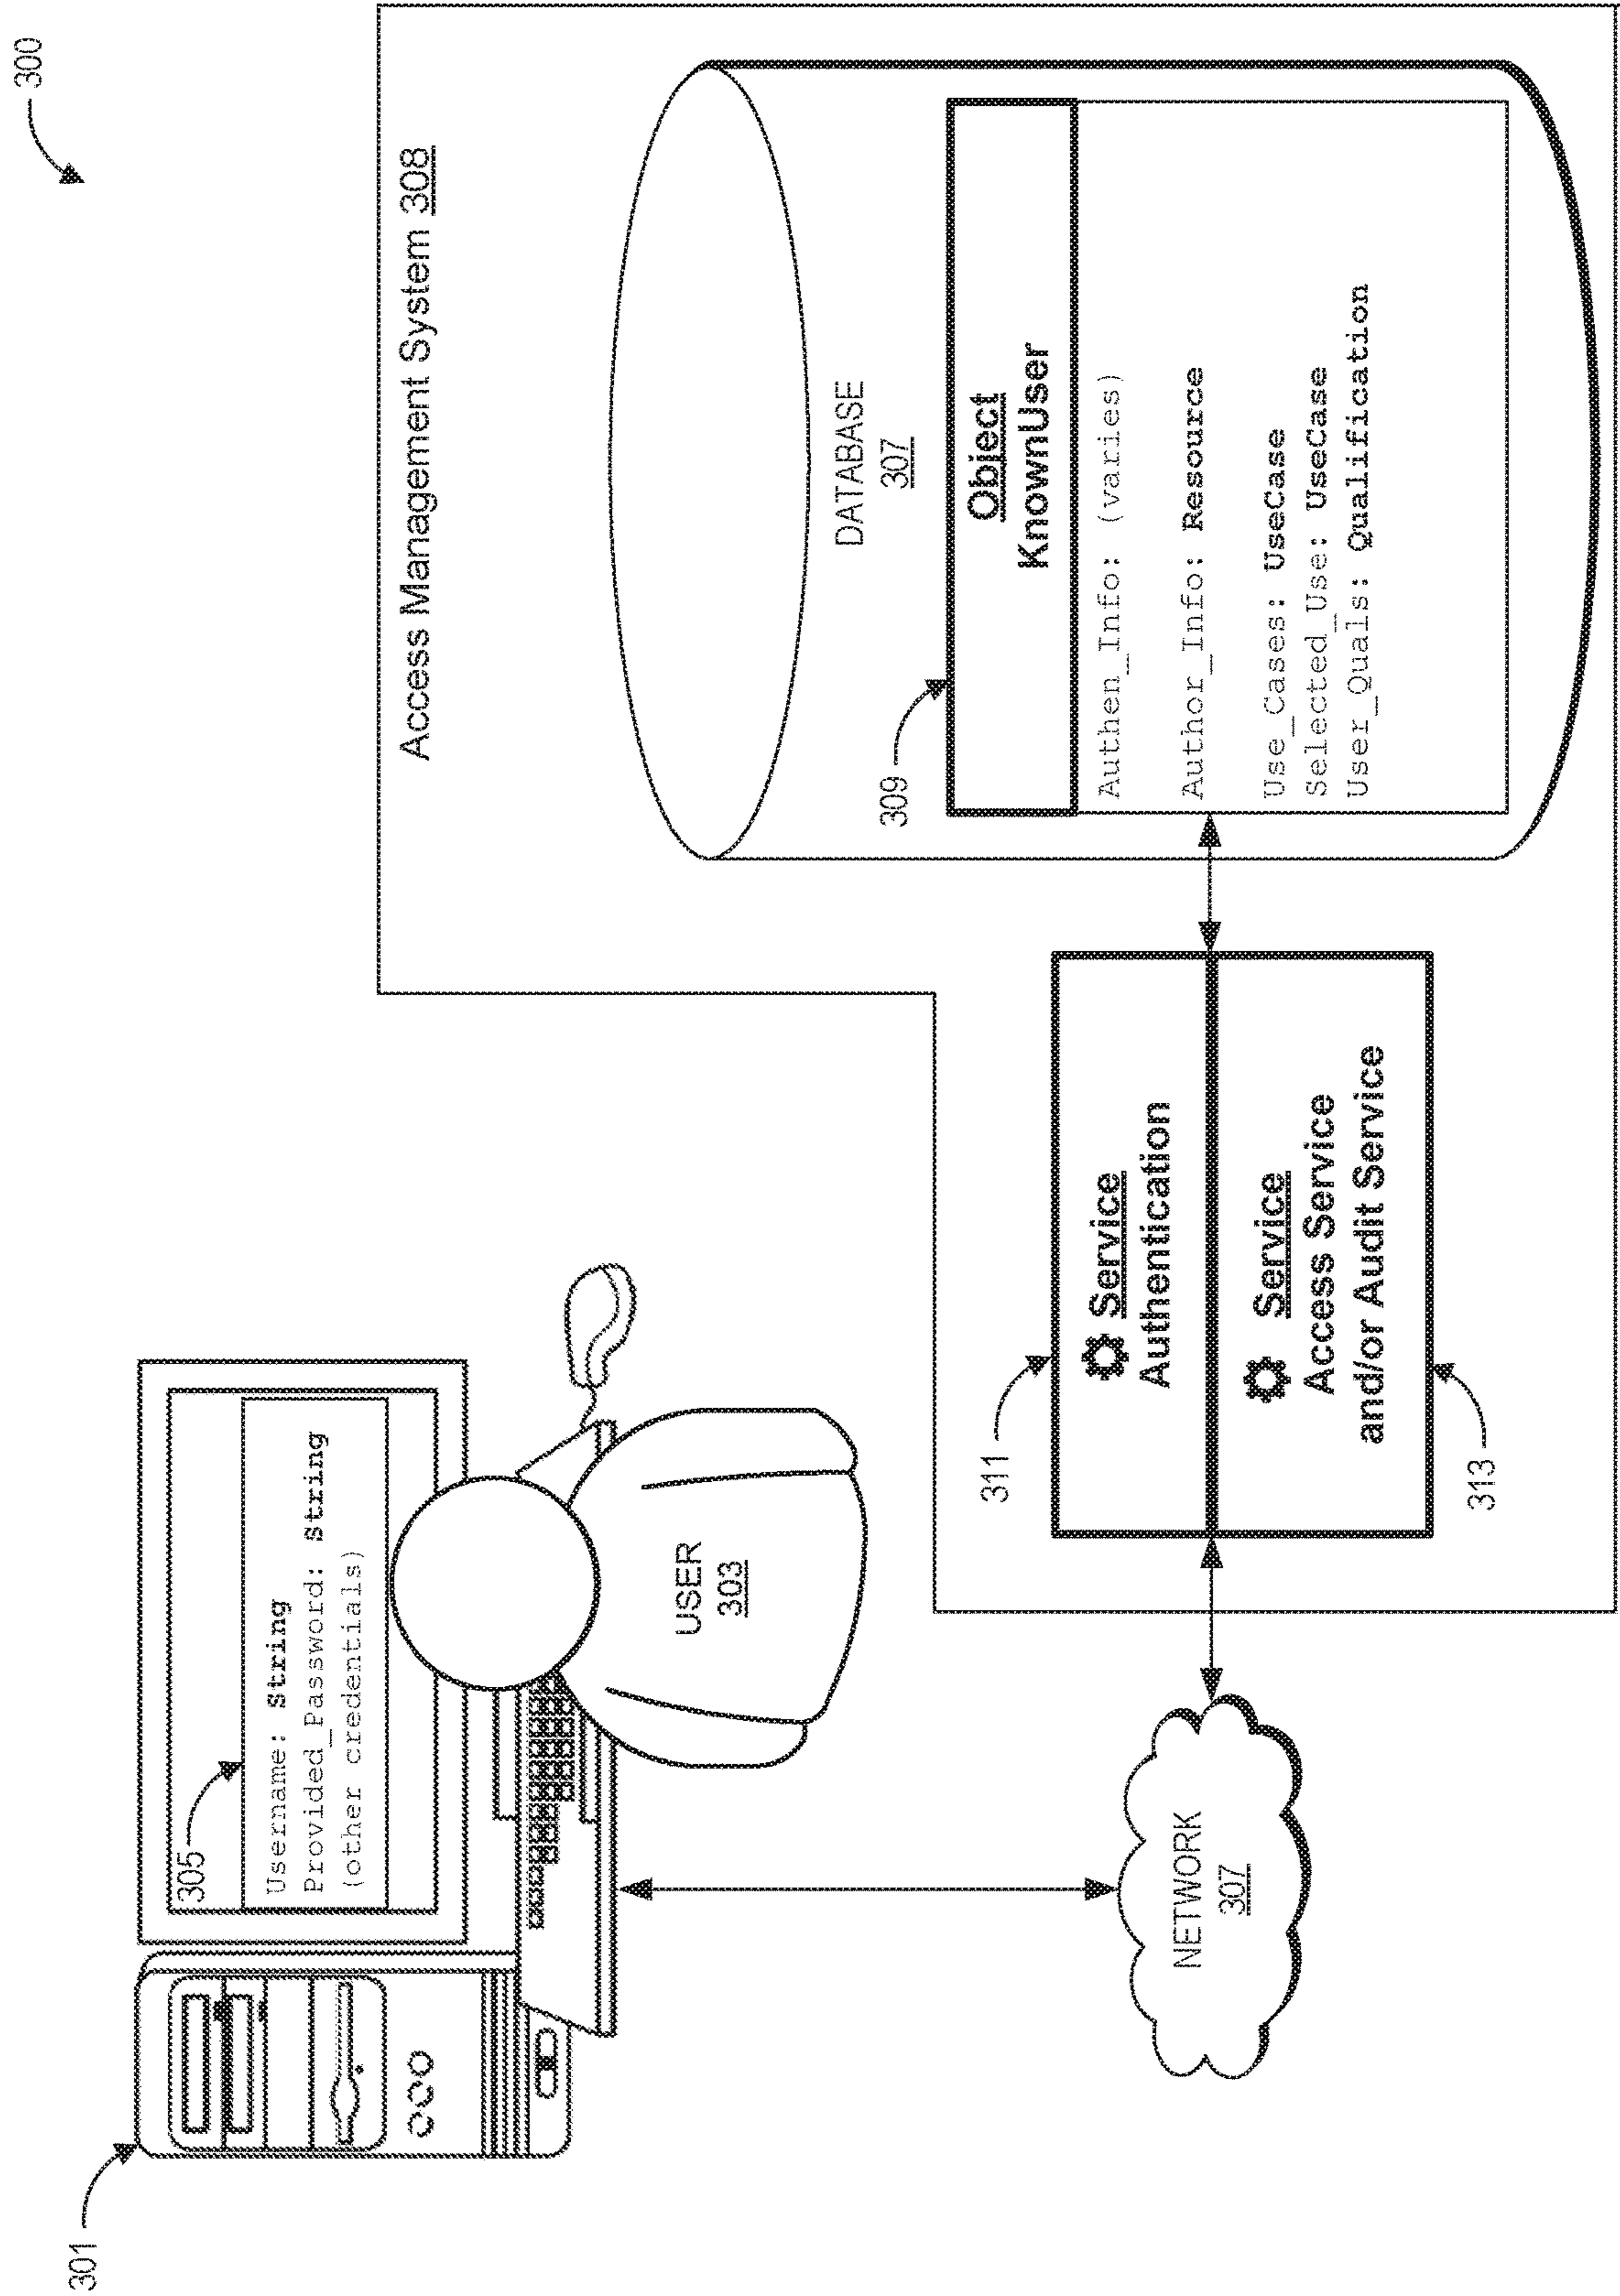 300
301
305
Username: String
Provided_Password: String
(other credentials)
USER
303
NETWORK
307
Access Management System 308
311
Service
Authentication
Service
Access Service
and/or Audit Service
313
DATABASE
307
309
Object
KnownUser
Authen_Info: (varies)
Author_Info: Resource
Use_Cases: UseCase
Selected_Use: UseCase
User_Quals: Qualification